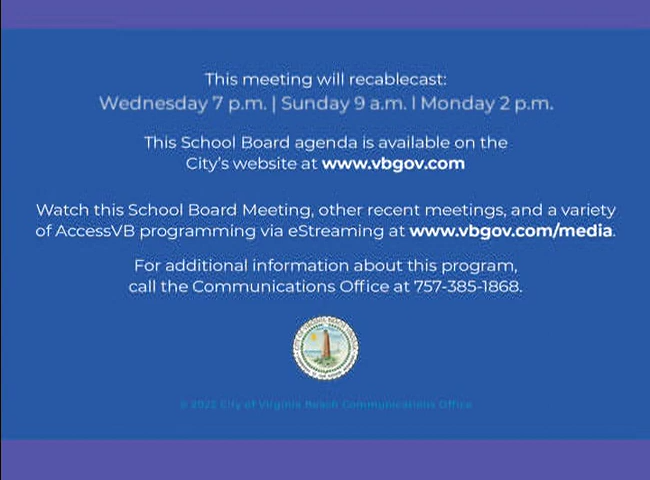 This meeting will recablecast:
Wednesday 7 p.m. | Sunday 9 a.m. l Monday 2 p.m.
This School Board agenda is available on the
City's website at www.vbgov.com
Watch this School Board Meeting, other recent meetings, and a variety
of AccessVB programming via eStreaming at www.vbgov.com/media.
For additional information about this program,
call the Communications Office at 757-385-1868.
City of Virginia Beach Communications Office